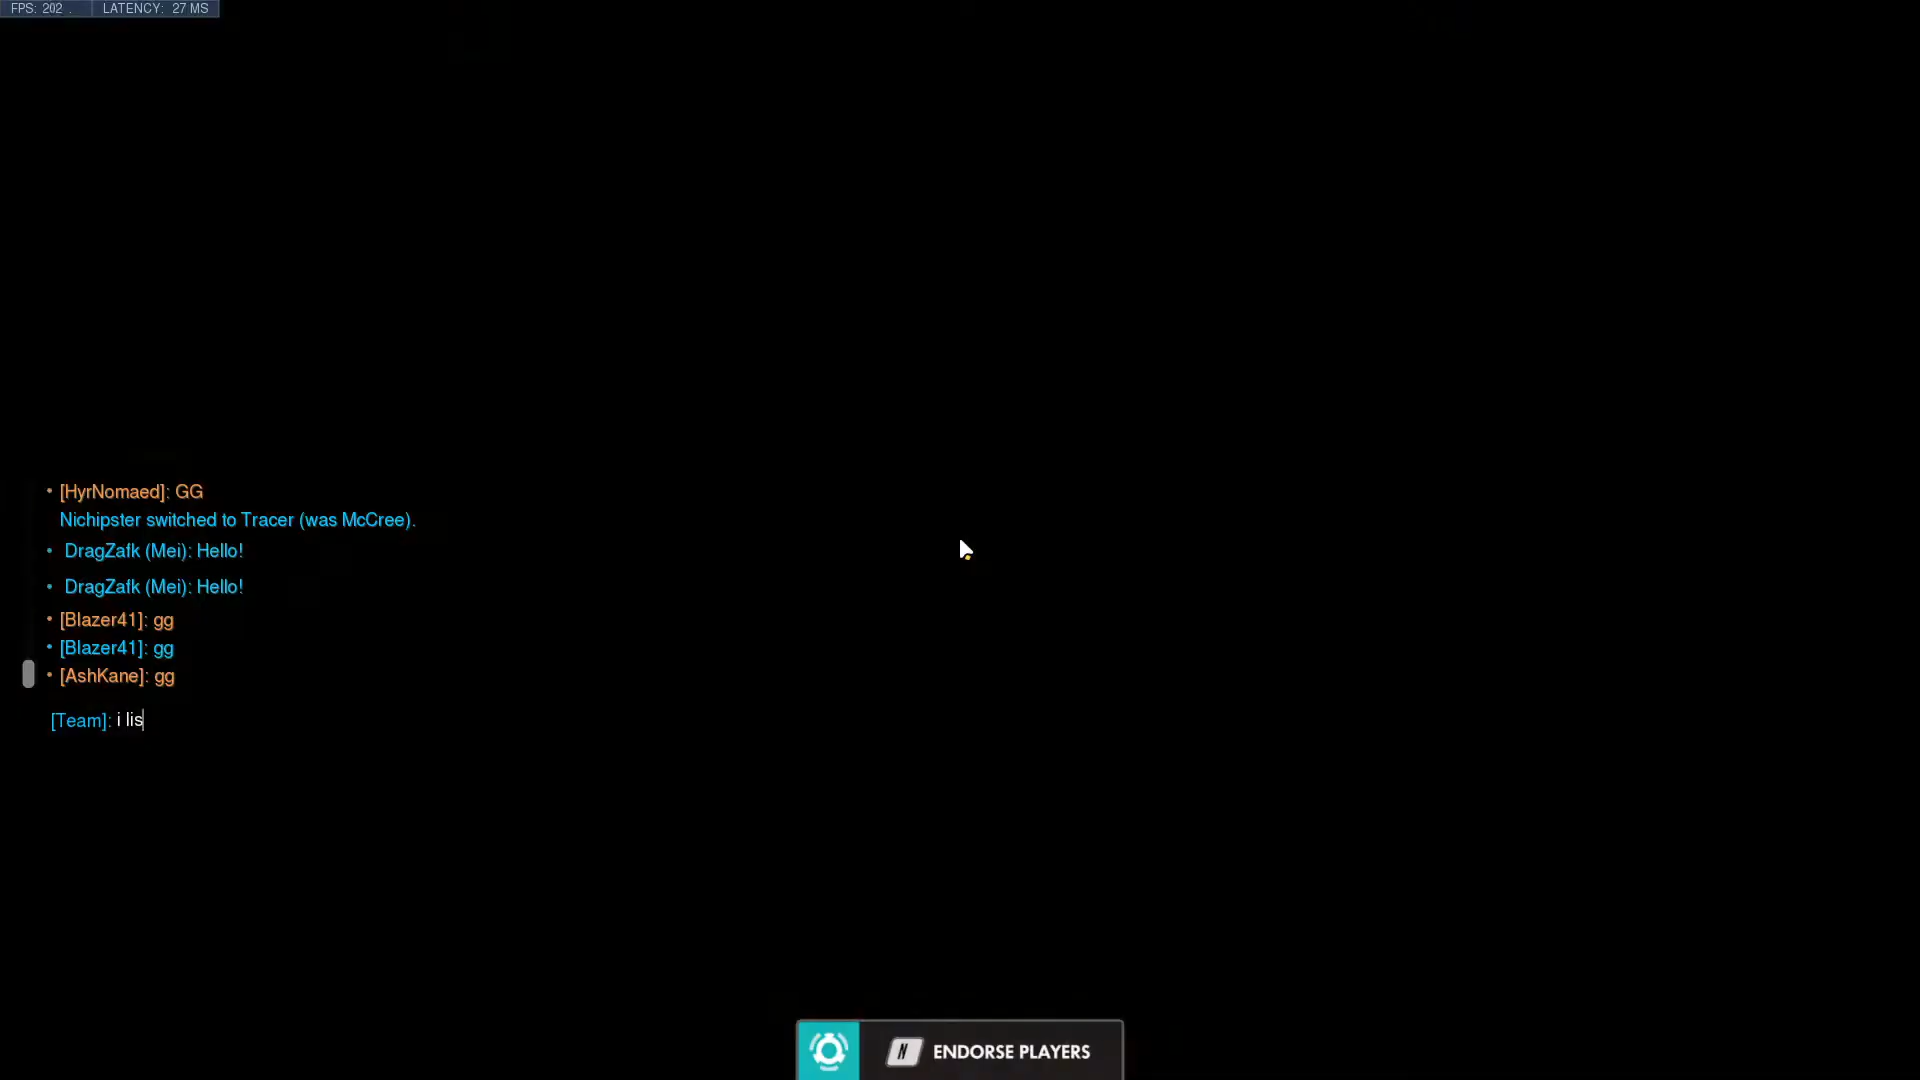 FPS: 202 . LATENCY: 27 MS
• [HyrNomaed]: GG
Nichipster switched to Tracer (was McCree).
• DragZafk (Mei): Hello!
• DragZafk (Mei): Hello!
• [Blazer41]: gg
• [Blazer41]: gg
• [AshKane]: gg
[Team]: i lis
N ENDORSE PLAYERS